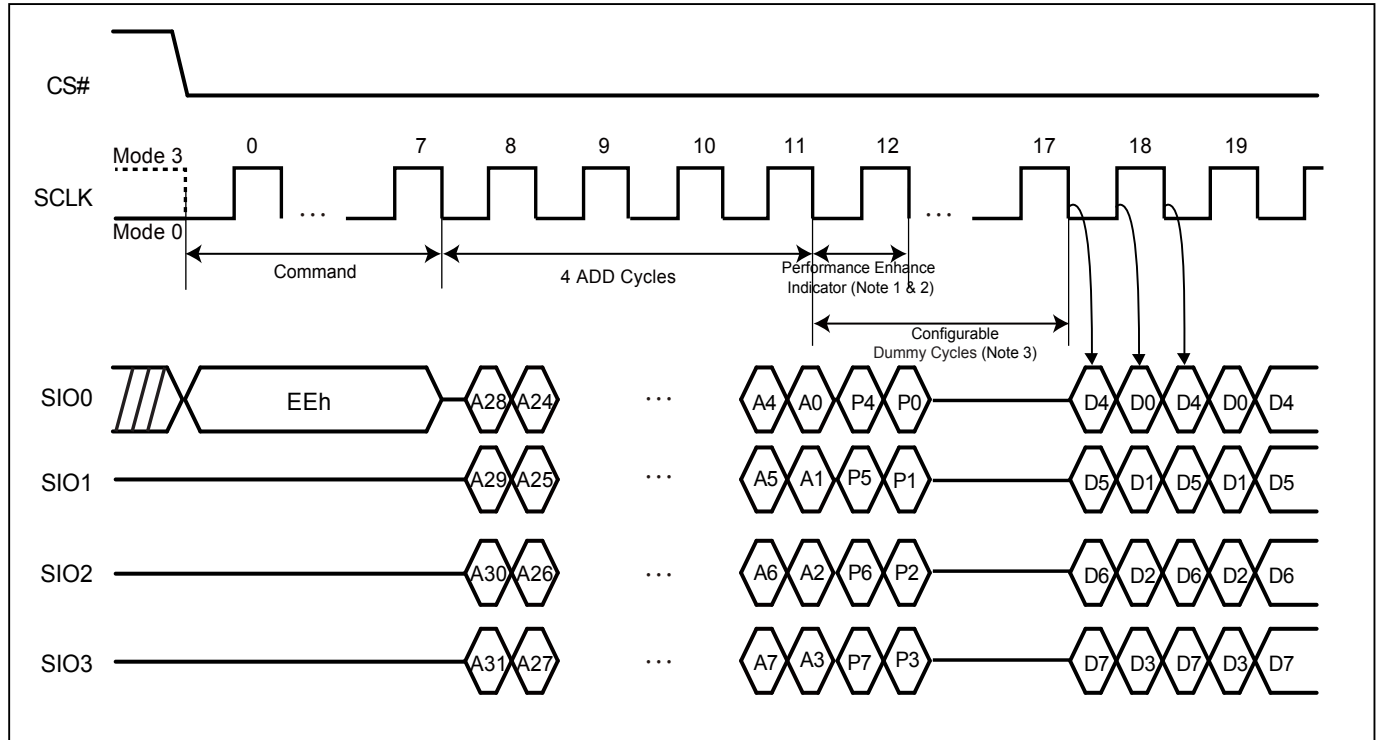 CS#
0 7 8 9 10 11 12 17 18 19
Mode 3
SCLK
...
...
Mode 0
Command
4 ADD Cycles
Performance Enhance
Indicator (Note 1 & 2)
Configurable
Dummy Cycles (Note 3)
SIO0 EEh A28 A24 ... A4 A0 P4 P0 D4 D0 D4 D0 D4
SIO1 A29 A25 ... A5 A1 P5 P1 D5 D1 D5 D1 D5
SIO2 A30 A26 ... A6 A2 P6 P2 D6 D2 D6 D2 D6
SIO3 A31 A27 ... A7 A3 P7 P3 D7 D3 D7 D3 D7